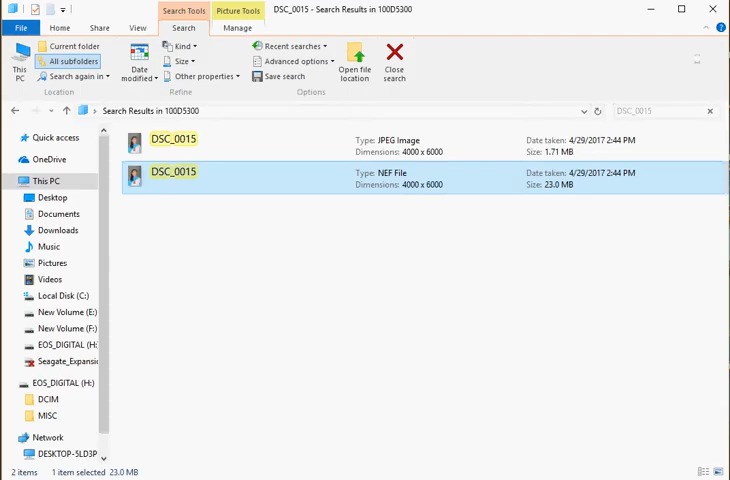 Search Tools
Picture Tools
DSC_0015 - Search Results in 100D5300
File
Home
Share
View
Search
Manage
This PC
Current folder
All subfolders
Search again in
Location
Date modified
Kind
Size
Other properties
Refine
Recent searches
Advanced options
Save search
Options
Open file location
Close search
Search Results in 100D5300
DSC_0015
Quick access
OneDrive
This PC
Desktop
Documents
Downloads
Music
Pictures
Videos
Local Disk (C:)
New Volume (E:)
New Volume (F:)
EOS_DIGITAL (H:
Seagate_Expansio
EOS_DIGITAL (H:)
DCIM
MISC
Network
DESKTOP-5LD3P
DSC_0015
Type: JPEG Image
Dimensions: 4000 x 6000
Date taken: 4/29/2017 2:44 PM
Size: 1.71 MB
DSC_0015
Type: NEF File
Dimensions: 4000 x 6000
Date taken: 4/29/2017 2:44 PM
Size: 23.0 MB
2 items
1 item selected 23.0 MB